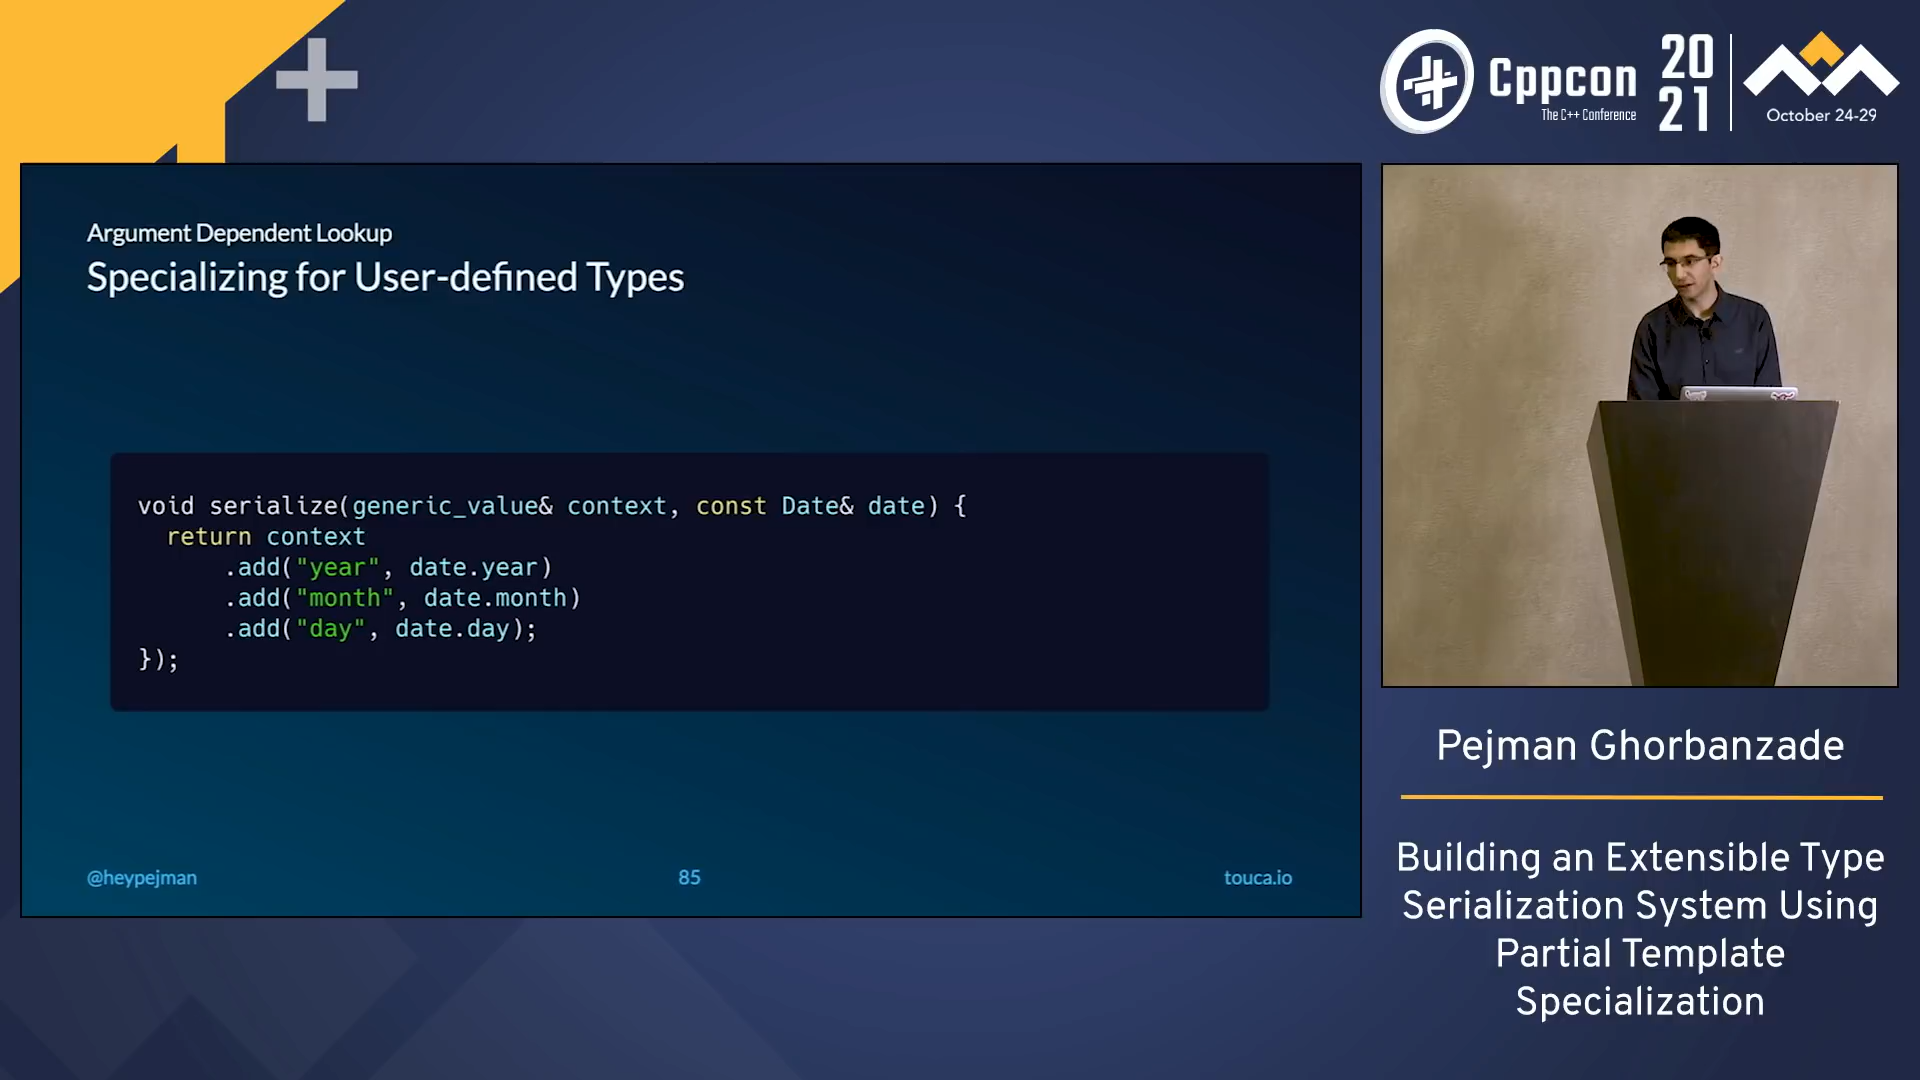 Cppcon
The C++ Conference
20
21
October 24-29
Argument Dependent Lookup
Specializing for User-defined Types
void serialize(generic_value& context, const Date& date) {
  return context
      .add("year", date.year)
      .add("month", date.month)
      .add("day", date.day);
});
@heypejman
85
touca.io
Pejman Ghorbanzade
Building an Extensible Type
Serialization System Using
Partial Template
Specialization